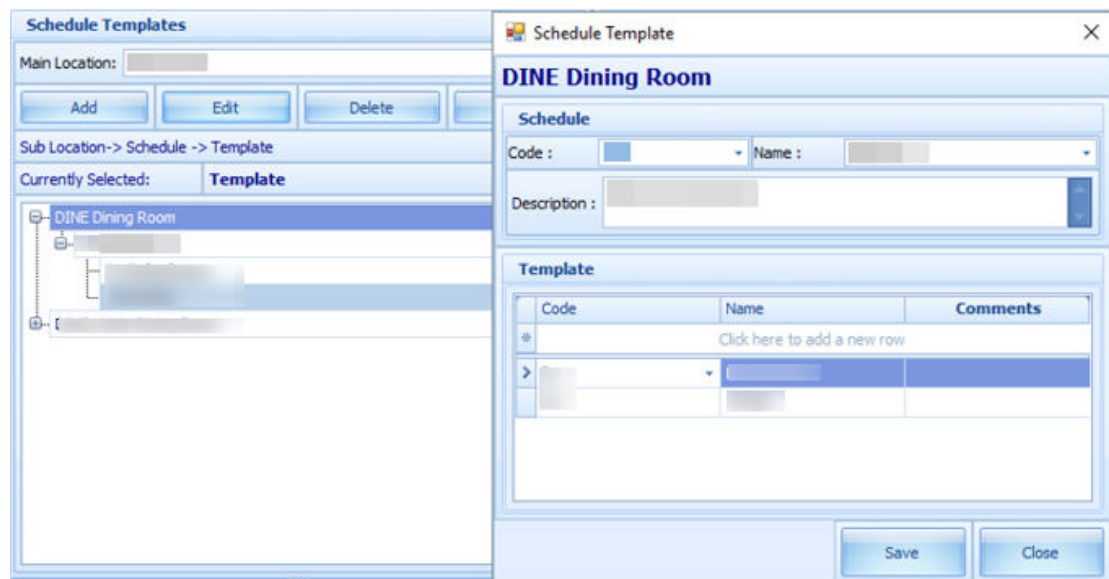 Schedule Templates
Main Location:
Add Edit Delete
Sub Location-> Schedule -> Template
Currently Selected: Template
DINE Dining Room
Schedule Template
DINE Dining Room
Schedule
Code : Name :
Description :
Template
Code Name Comments
Click here to add a new row
Save Close